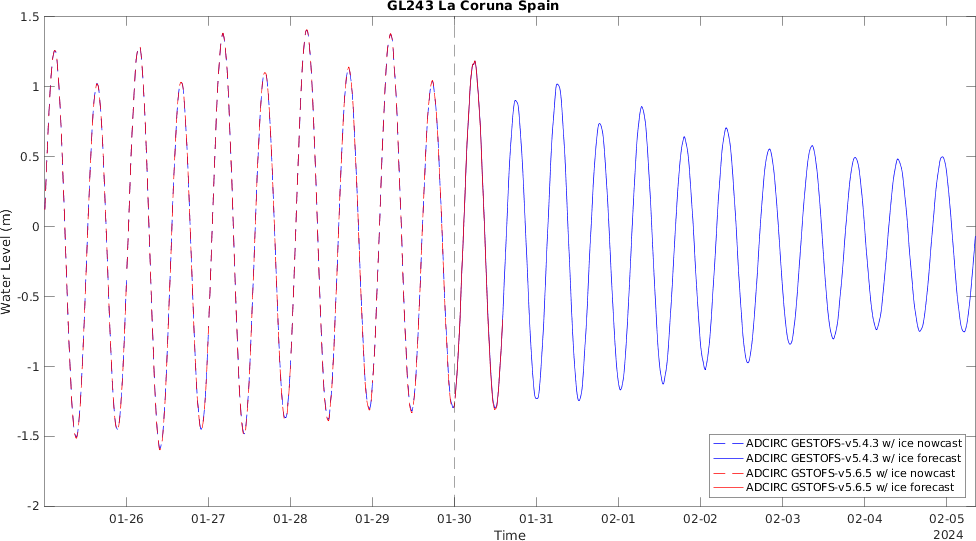 GL243 La Coruna Spain
1.5
1
0.5
0
-0.5
-1
-1.5
-2
Water Level (m)
ADCIRC GESTOFS-v5.4.3 w/ ice nowcast
ADCIRC GESTOFS-v5.4.3 w/ ice forecast
ADCIRC GSTOFS-v5.6.5 w/ ice nowcast
ADCIRC GSTOFS-v5.6.5 w/ ice forecast
01-26 01-27 01-28 01-29 01-30 01-31 02-01 02-02 02-03 02-04 02-05
Time
2024